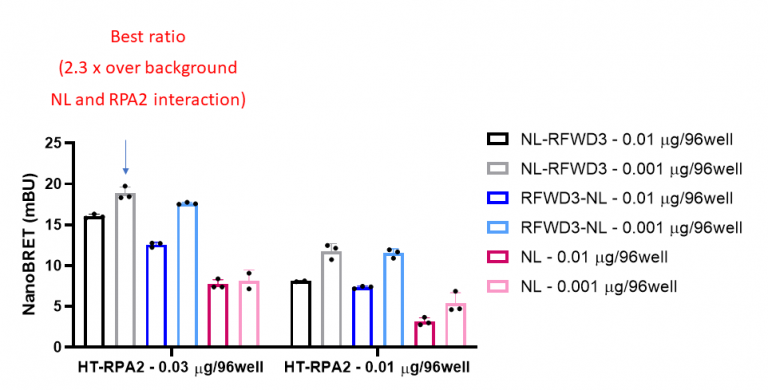 Best ratio
(2.3 x over background
NL and RPA2 interaction)
25
20
15
10
5
0
NanoBRET (mBU)
HT-RPA2 - 0.03 μg/96well
HT-RPA2 - 0.01 μg/96well
NL-RFWD3 - 0.01 μg/96well
NL-RFWD3 - 0.001 μg/96well
RFWD3-NL - 0.01 μg/96well
RFWD3-NL - 0.001 μg/96well
NL - 0.01 μg/96well
NL - 0.001 μg/96well